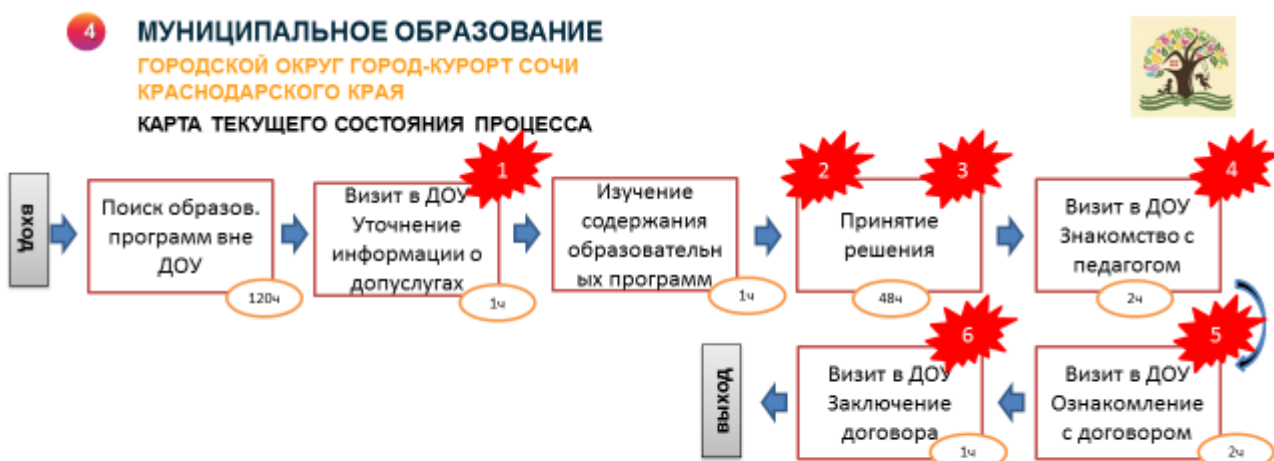 4
МУНИЦИПАЛЬНОЕ ОБРАЗОВАНИЕ
ГОРОДСКОЙ ОКРУГ ГОРОД-КУРОРТ СОЧИ
КРАСНОДАРСКОГО КРАЯ
КАРТА ТЕКУЩЕГО СОСТОЯНИЯ ПРОЦЕССА
вход
Поиск образов.
программ вне
ДОУ
120ч
1
Визит в ДОУ
Уточнение
информации о
допуслугах
1ч
Изучение
содержания
образовательн
ых программ
1ч
2
3
Принятие
решения
48ч
4
Визит в ДОУ
Знакомство с
педагогом
2ч
5
Визит в ДОУ
Ознакомление
с договором
2ч
6
Визит в ДОУ
Заключение
договора
1ч
выход